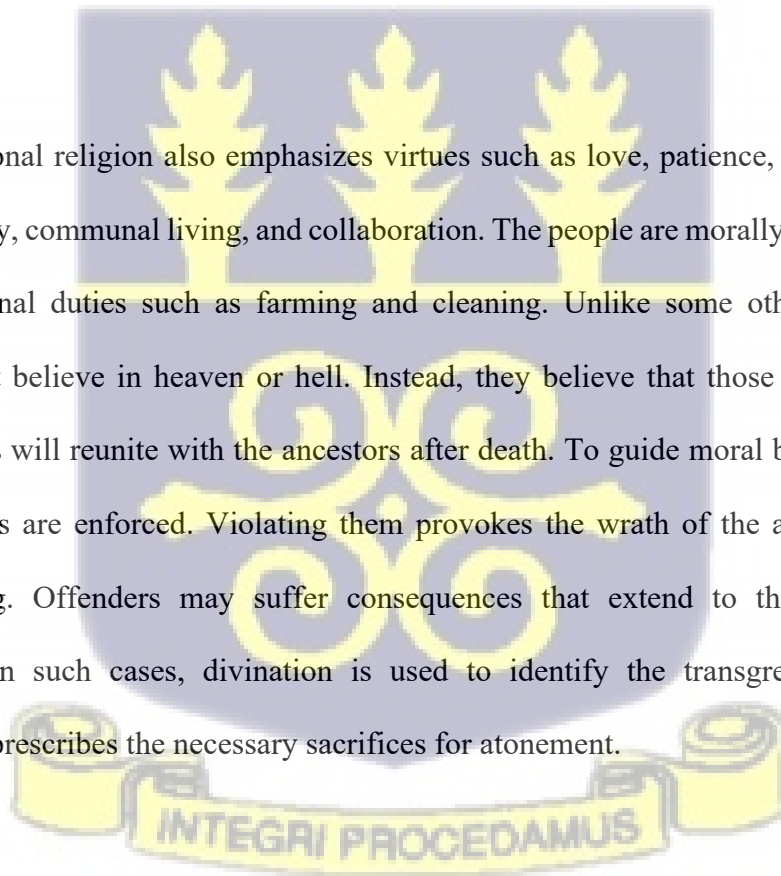 onal religion also emphasizes virtues such as love, patience,
y, communal living, and collaboration. The people are morally
nal duties such as farming and cleaning. Unlike some oth
believe in heaven or hell. Instead, they believe that those
s will reunite with the ancestors after death. To guide moral b
s are enforced. Violating them provokes the wrath of the a
g. Offenders may suffer consequences that extend to th
n such cases, divination is used to identify the transgre
prescribes the necessary sacrifices for atonement.
INTEGRI PROCEDAMUS